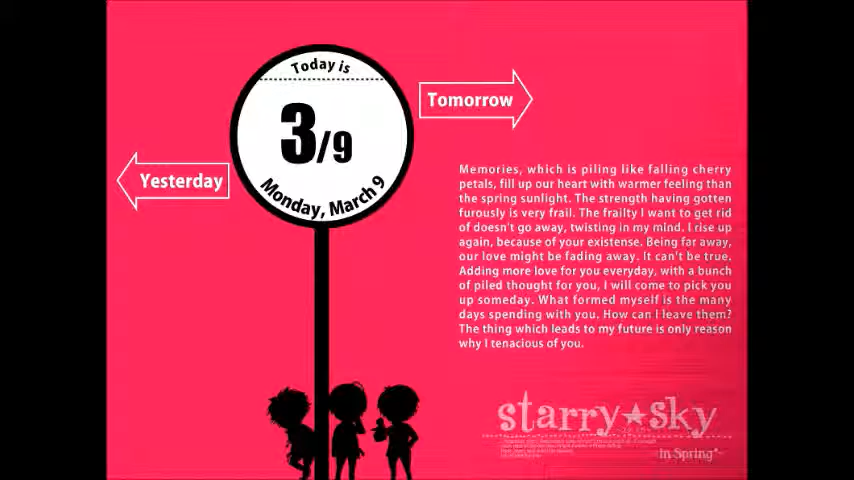 Today is
3/9
Monday, March 9
Tomorrow
Yesterday
Memories, which is piling like falling cherry
petals, fill up our heart with warmer feeling than
the spring sunlight. The strength having gotten
furously is very frail. The frailty I want to get rid
of doesn't go away, twisting in my mind. I rise up
again, because of your existense. Being far away,
our love might be fading away. It can't be true.
Adding more love for you everyday, with a bunch
of piled thought for you, I will come to pick you
up someday. What formed myself is the many
days spending with you. How can I leave them?
The thing which leads to my future is only reason
why I tenacious of you.
starry★sky
in Spring